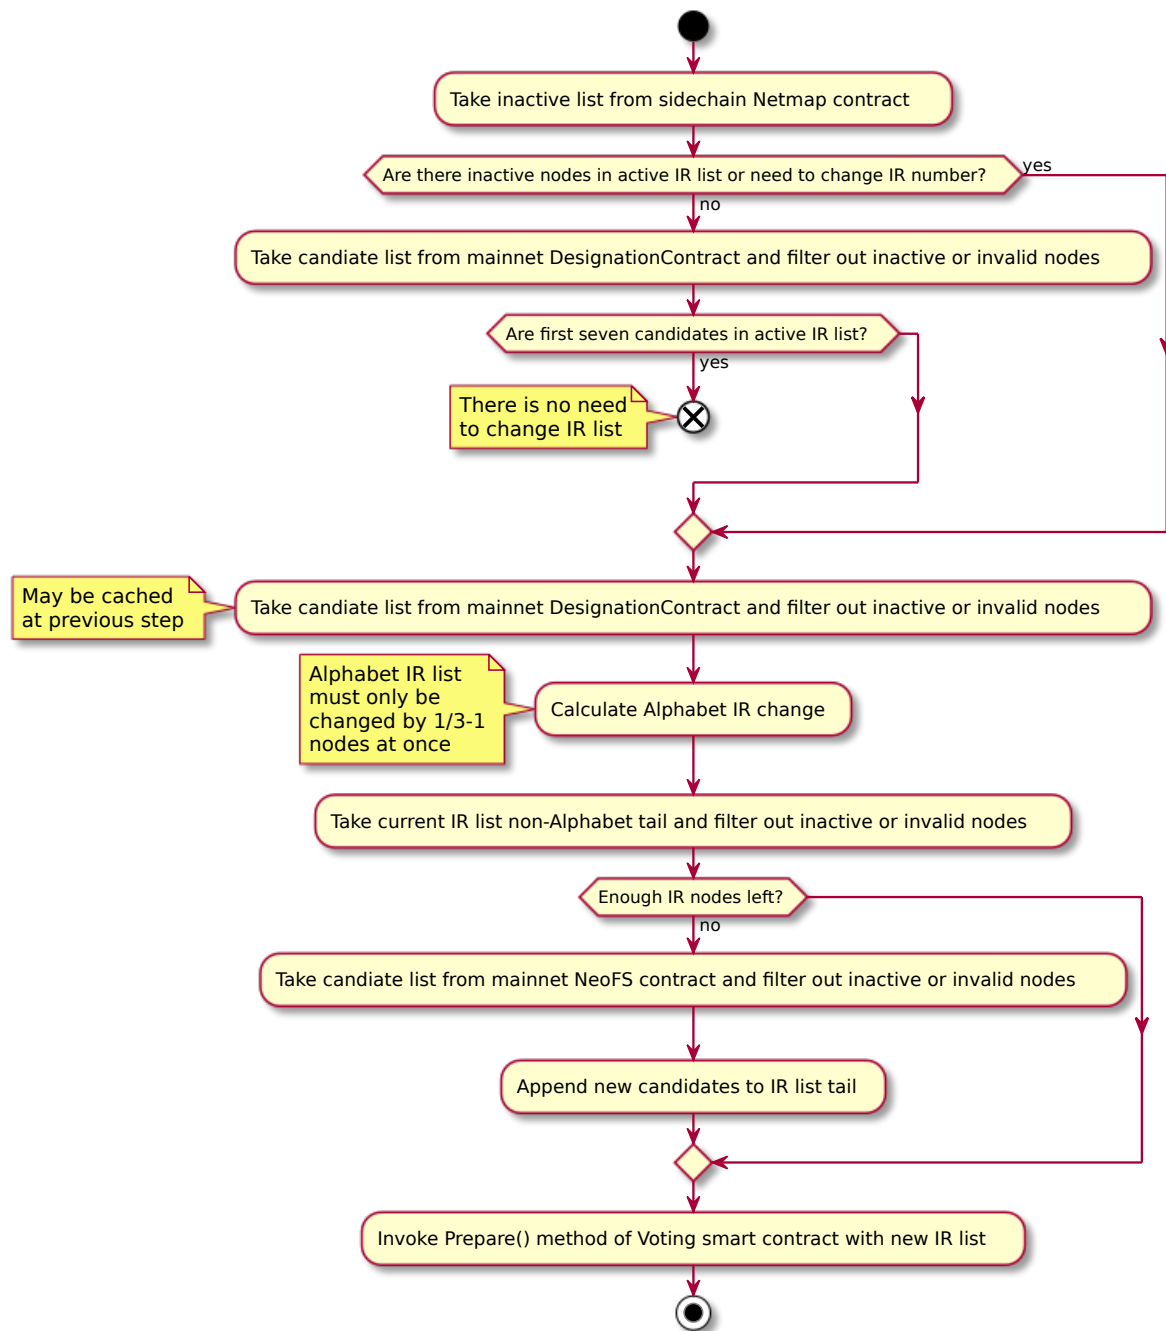 Take inactive list from sidechain Netmap contract
Are there inactive nodes in active IR list or need to change IR number?
yes
no
Take candiate list from mainnet DesignationContract and filter out inactive or invalid nodes
Are first seven candidates in active IR list?
yes
There is no need
to change IR list
May be cached
at previous step
Take candiate list from mainnet DesignationContract and filter out inactive or invalid nodes
Alphabet IR list
must only be
changed by 1/3-1
nodes at once
Calculate Alphabet IR change
Take current IR list non-Alphabet tail and filter out inactive or invalid nodes
Enough IR nodes left?
no
Take candiate list from mainnet NeoFS contract and filter out inactive or invalid nodes
Append new candidates to IR list tail
Invoke Prepare() method of Voting smart contract with new IR list